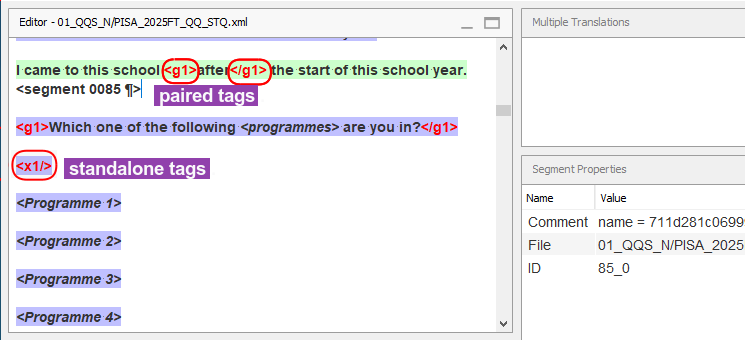 Editor - 01_QQS_N/PISA_2025FT_QQ_STQ.xml
I came to this school <g1>after</g1> the start of this school year.
<segment 0085 ¶>
paired tags
<g1>Which one of the following <programmes> are you in?</g1>
<x1/>
standalone tags
<Programme 1>
<Programme 2>
<Programme 3>
<Programme 4>
Multiple Translations
Segment Properties
Name Value
Comment name = 711d281c0699
File 01_QQS_N/PISA_2025
ID 85_0